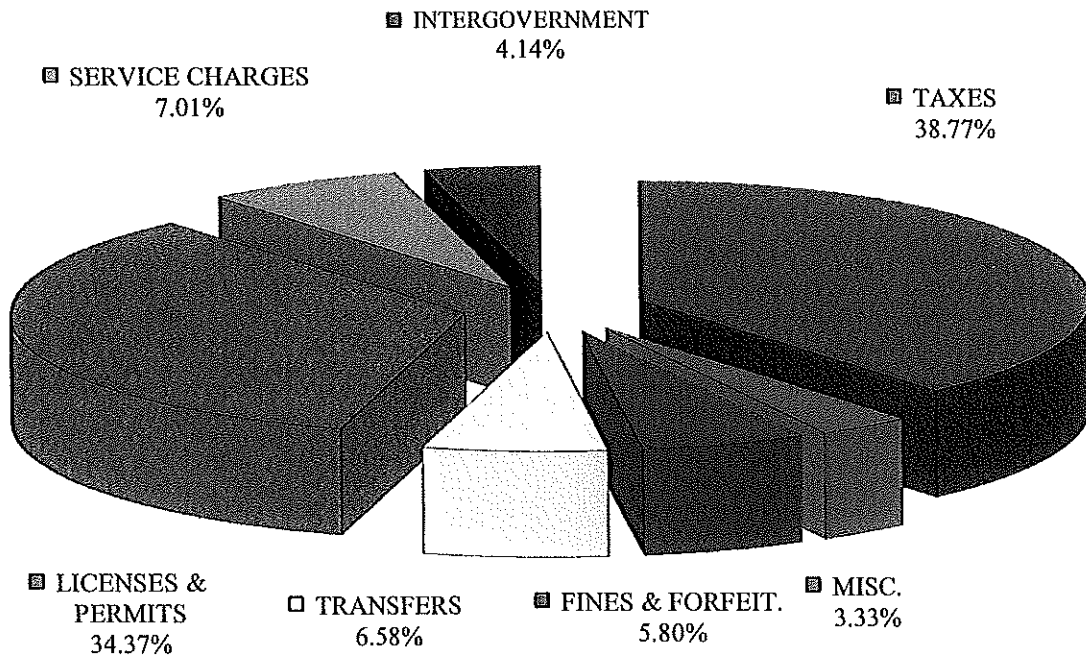 INTERGOVERNMENT
4.14%
SERVICE CHARGES
7.01%
TAXES
38.77%
LICENSES &
PERMITS
34.37%
TRANSFERS
6.58%
FINES & FORFEIT.
5.80%
MISC.
3.33%